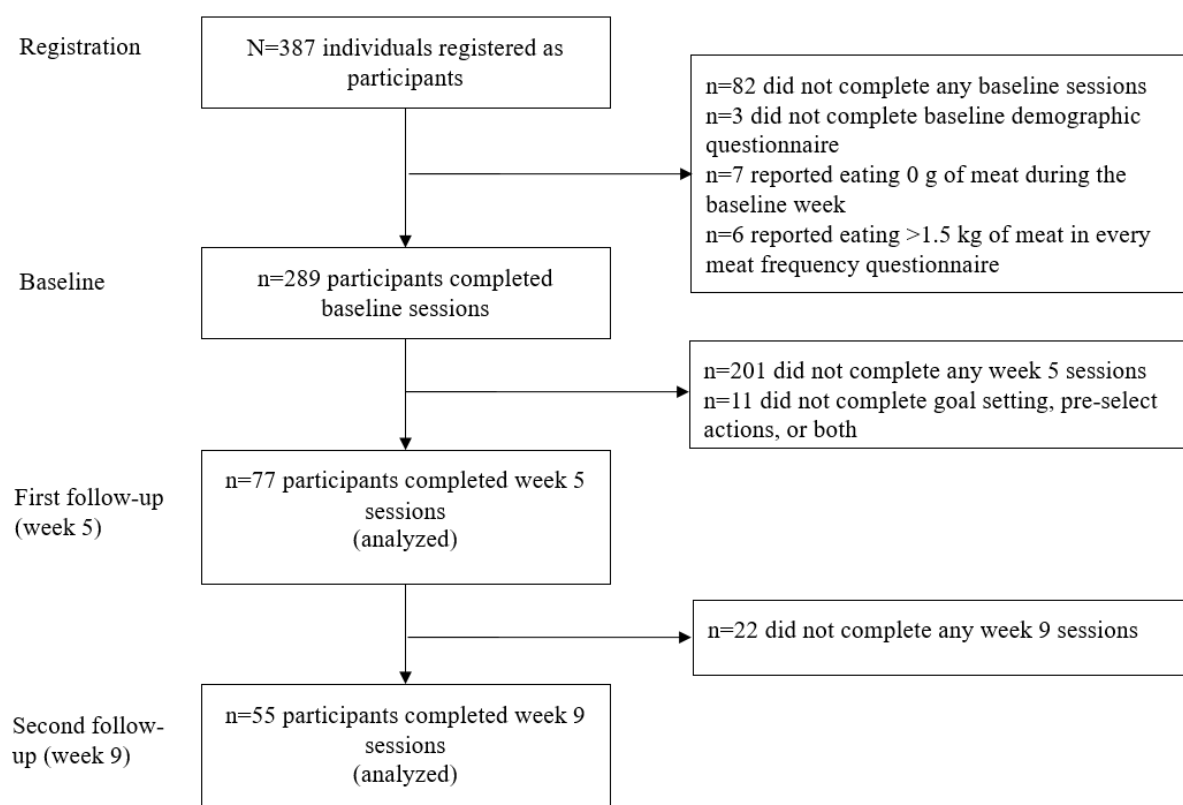 Registration
N=387 individuals registered as
participants
n=82 did not complete any baseline sessions
n=3 did not complete baseline demographic
questionnaire
n=7 reported eating 0 g of meat during the
baseline week
n=6 reported eating >1.5 kg of meat in every
meat frequency questionnaire
Baseline
n=289 participants completed
baseline sessions
n=201 did not complete any week 5 sessions
n=11 did not complete goal setting, pre-select
actions, or both
First follow-up
(week 5)
n=77 participants completed week 5
sessions
(analyzed)
n=22 did not complete any week 9 sessions
Second follow-
up (week 9)
n=55 participants completed week 9
sessions
(analyzed)